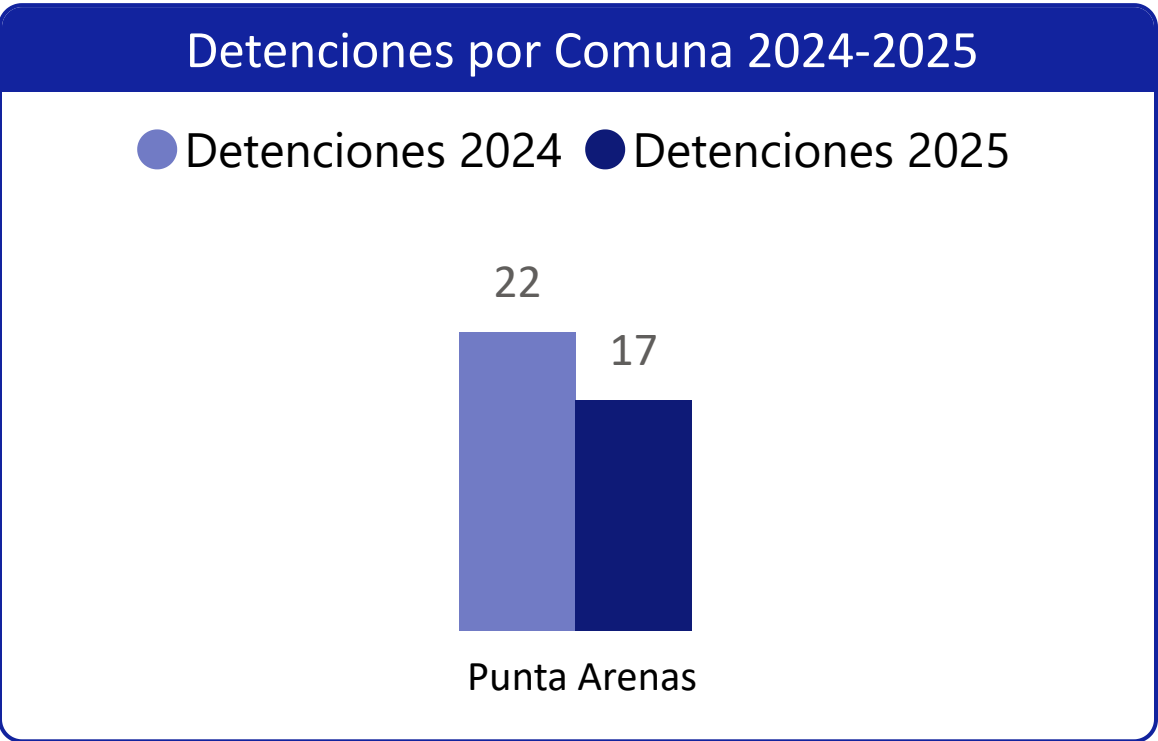 Detenciones por Comuna 2024-2025
Detenciones 2024 Detenciones 2025
22
17
Punta Arenas